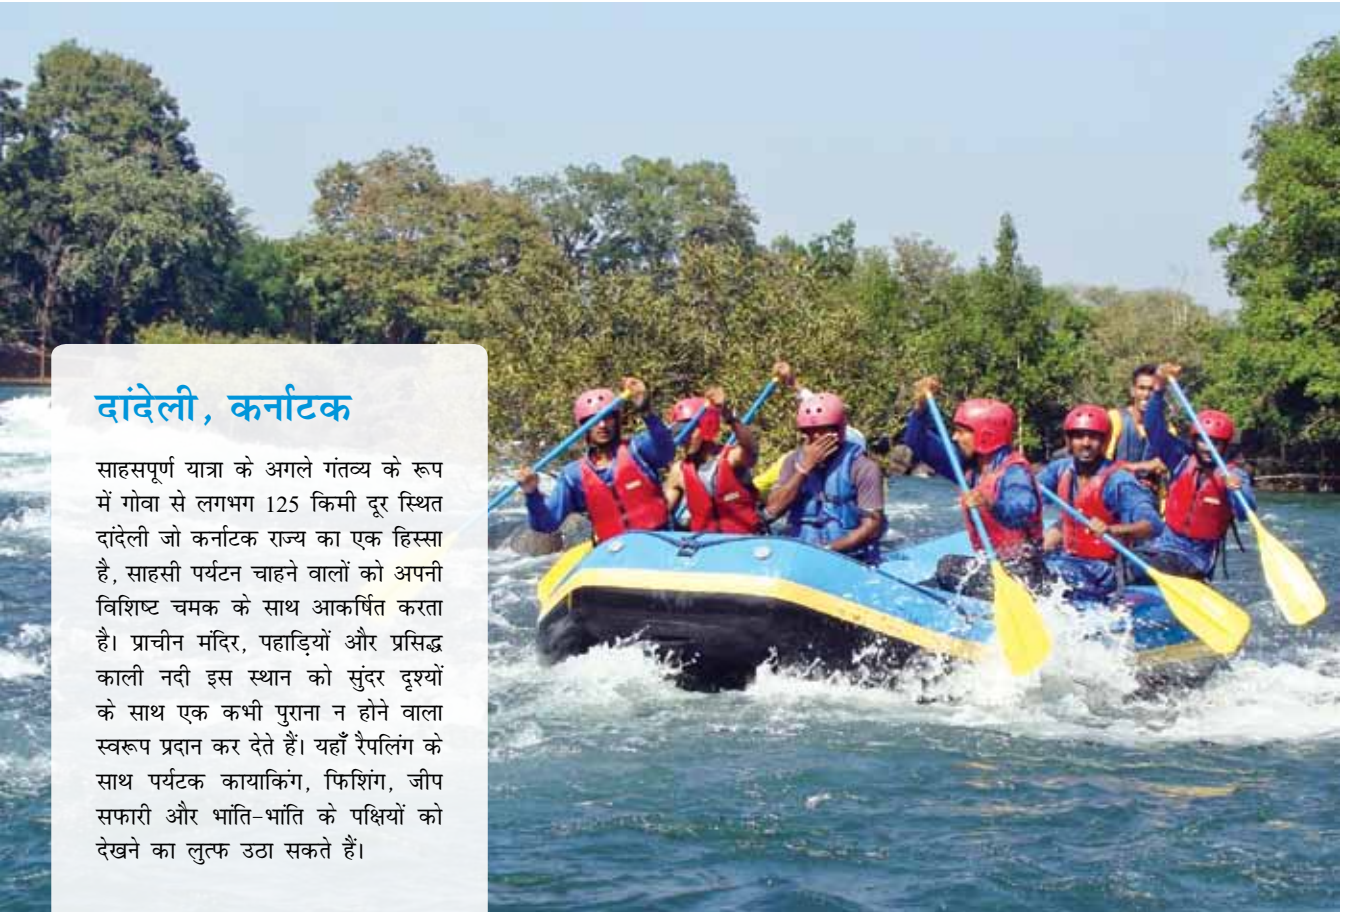 दांदेली, कर्नाटक
साहसपूर्ण यात्रा के अगले गंतव्य के रूप
में गोवा से लगभग 125 किमी दूर स्थित
दांदेली जो कर्नाटक राज्य का एक हिस्सा
है, साहसी पर्यटन चाहने वालों को अपनी
विशिष्ट चमक के साथ आकर्षित करता
है। प्राचीन मंदिर, पहाड़ियों और प्रसिद्ध
काली नदी इस स्थान को सुंदर दृश्यों
के साथ एक कभी पुराना न होने वाला
स्वरूप प्रदान कर देते हैं। यहाँ रैपलिंग के
साथ पर्यटक कायाकिंग, फिशिंग, जीप
सफारी और भांति-भांति के पक्षियों को
देखने का लुत्फ उठा सकते हैं।